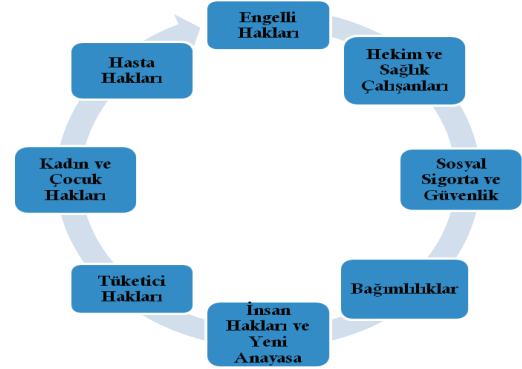 Engelli
Hakları
Hekim ve
Sağlık
Çalışanları
Sosyal
Sigorta ve
Güvenlik
Bağımlılıklar
İnsan
Hakları ve
Yeni
Anayasa
Tüketici
Hakları
Kadın ve
Çocuk
Hakları
Hasta
Hakları